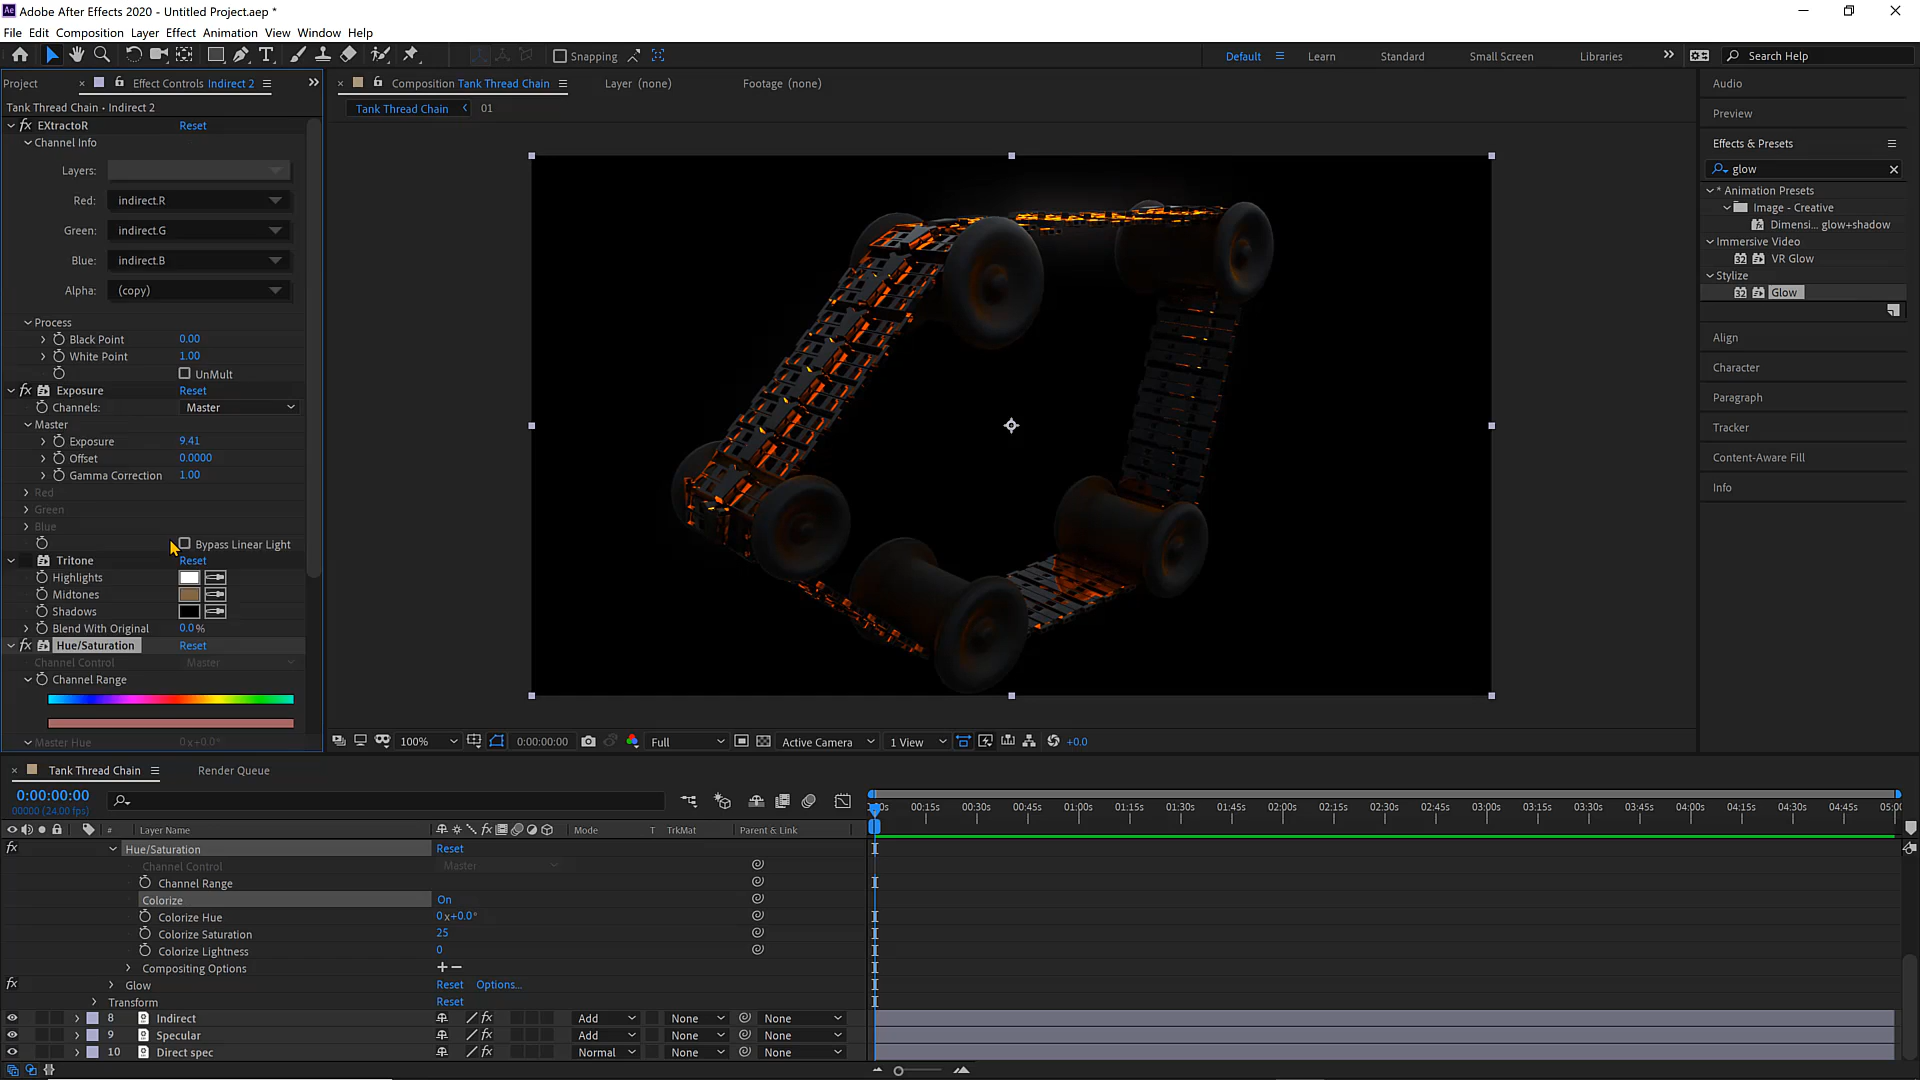 Adobe After Effects 2020 - Untitled Project.aep *
File Edit Composition Layer Effect Animation View Window Help
Snapping
Default Learn Standard Small Screen Libraries Search Help
Project Effect Controls Indirect 2
Composition Tank Thread Chain Layer (none) Footage (none)
Tank Thread Chain • Indirect 2
Tank Thread Chain 01
EXtractoR Reset
Channel Info
Layers:
Red: indirect.R
Green: indirect.G
Blue: indirect.B
Alpha: (copy)
Process
Black Point 0.00
White Point 1.00
UnMult
Exposure Reset
Channels: Master
Master
Exposure 9.41
Offset 0.0000
Gamma Correction 1.00
Red
Green
Blue
Bypass Linear Light
Tritone Reset
Highlights
Midtones
Shadows
Blend With Original 0.0%
Hue/Saturation Reset
Channel Control Master
Channel Range
Master Hue 0x+0.0°
100% 0:00:00:00 Full Active Camera 1 View +0.0
Audio
Preview
Effects & Presets
glow
* Animation Presets
Image - Creative
Dimensi... glow+shadow
Immersive Video
32 VR Glow
Stylize
32 Glow
Align
Character
Paragraph
Tracker
Content-Aware Fill
Info
Tank Thread Chain Render Queue
0:00:00:00
00000 (24.00 fps)
00s 00:15s 00:30s 00:45s 01:00s 01:15s 01:30s 01:45s 02:00s 02:15s 02:30s 02:45s 03:00s 03:15s 03:30s 03:45s 04:00s 04:15s 04:30s 04:45s 05:0
# Layer Name Mode T TrkMat Parent & Link
Hue/Saturation Reset
Channel Control Master
Channel Range
Colorize On
Colorize Hue 0x+0.0°
Colorize Saturation 25
Colorize Lightness 0
Compositing Options + −
Glow Reset Options...
Transform Reset
8 Indirect Add None None
9 Specular Add None None
10 Direct spec Normal None None